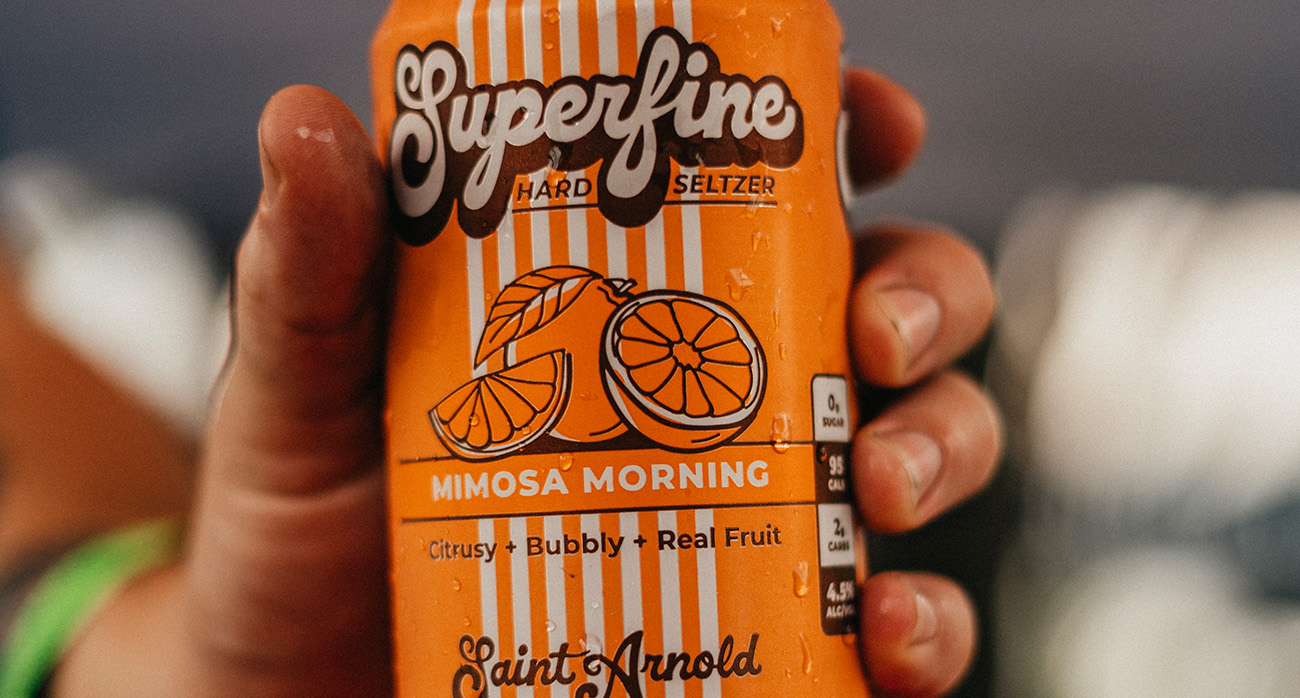 Superfine
HARD SELTZER
MIMOSA MORNING
Citrusy + Bubbly + Real Fruit
Saint Arnold
0g
SUGAR
95
CALS
2g
CARBS
4.5%
ALC/VOL